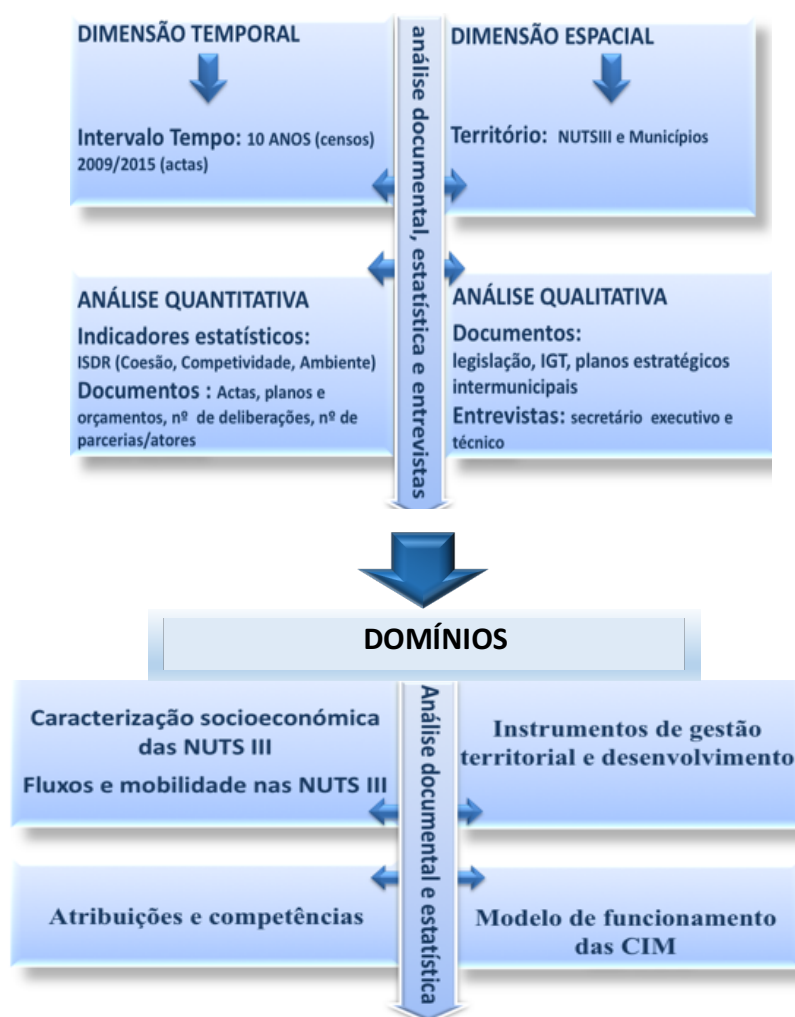 DIMENSÃO TEMPORAL
Intervalo Tempo: 10 ANOS (censos)
2009/2015 (actas)
análise documental, estatística e entrevistas
DIMENSÃO ESPACIAL
Território: NUTSIII e Municípios
ANÁLISE QUANTITATIVA
Indicadores estatísticos:
ISDR (Coesão, Competividade, Ambiente)
Documentos : Actas, planos e
orçamentos, nº de deliberações, nº de
parcerias/atores
ANÁLISE QUALITATIVA
Documentos:
legislação, IGT, planos estratégicos
intermunicipais
Entrevistas: secretário executivo e
técnico
DOMÍNIOS
Caracterização socioeconómica
das NUTS III
Fluxos e mobilidade nas NUTS III
Análise documental e estatística
Instrumentos de gestão
territorial e desenvolvimento
Atribuições e competências
Modelo de funcionamento
das CIM